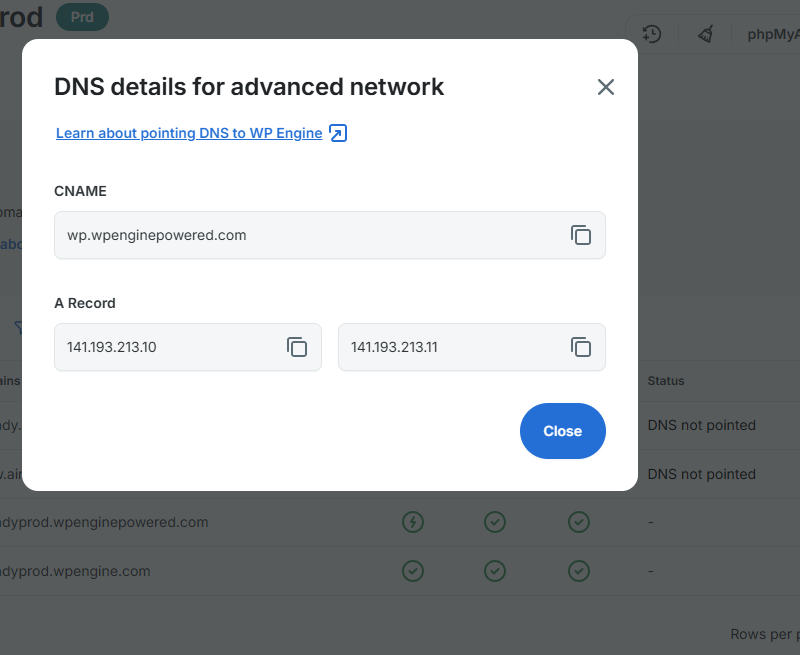 rod
Prd
phpMyA
DNS details for advanced network
Learn about pointing DNS to WP Engine
CNAME
wp.wpenginepowered.com
A Record
141.193.213.10
141.193.213.11
Close
oma
abo
ains
Status
dy.
DNS not pointed
v.air
DNS not pointed
ndyprod.wpenginepowered.com
-
ndyprod.wpengine.com
-
Rows per p